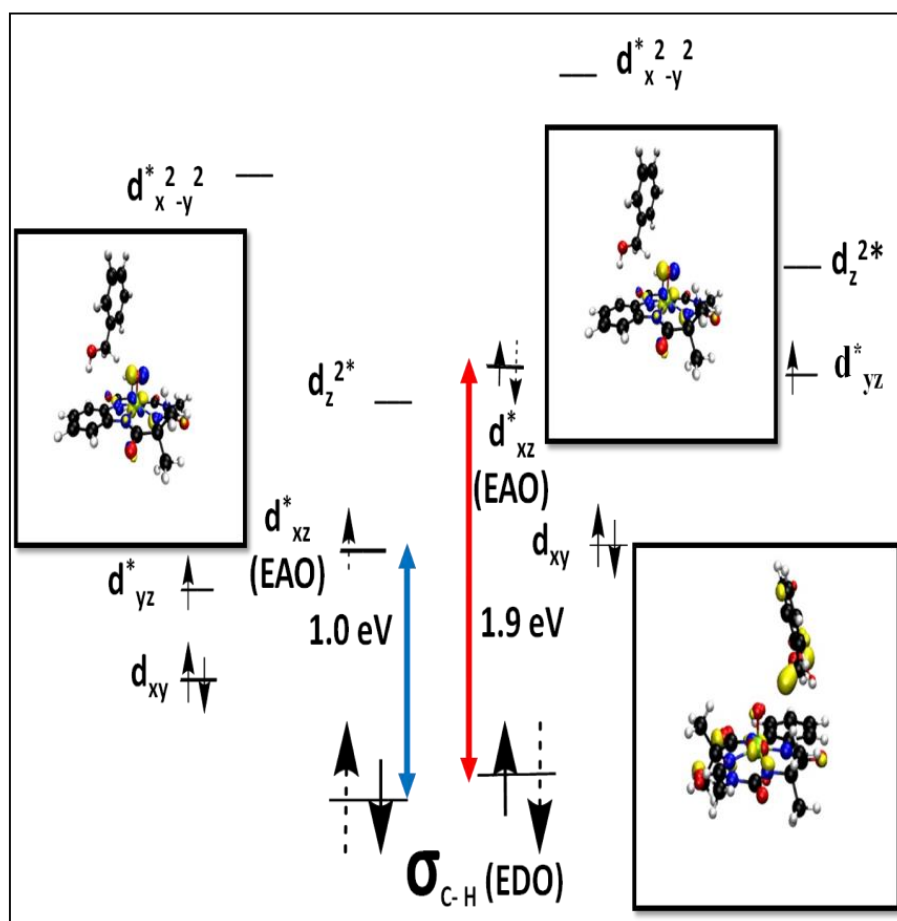 d*x²-y²
d*x²-y²
dz²*
d*yz
dz²*
d*xz
(EAO)
d*xz
(EAO)
dxy
d*yz
1.0 eV
1.9 eV
dxy
σC-H (EDO)